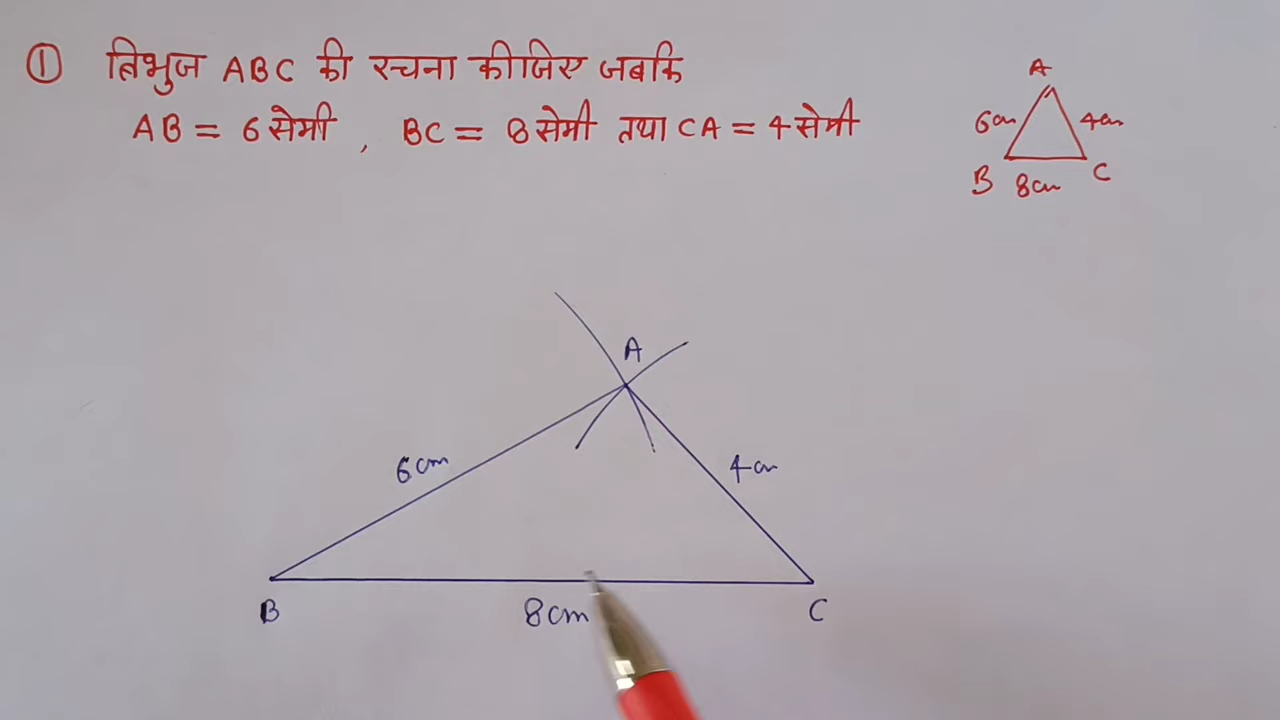 ① त्रिभुज ABC की रचना कीजिए जबकि
AB = 6 सेमी , BC = 8 सेमी तथा CA = 4 सेमी
A
6cm 4cm
B 8cm C
A
6cm 4cm
B 8cm C